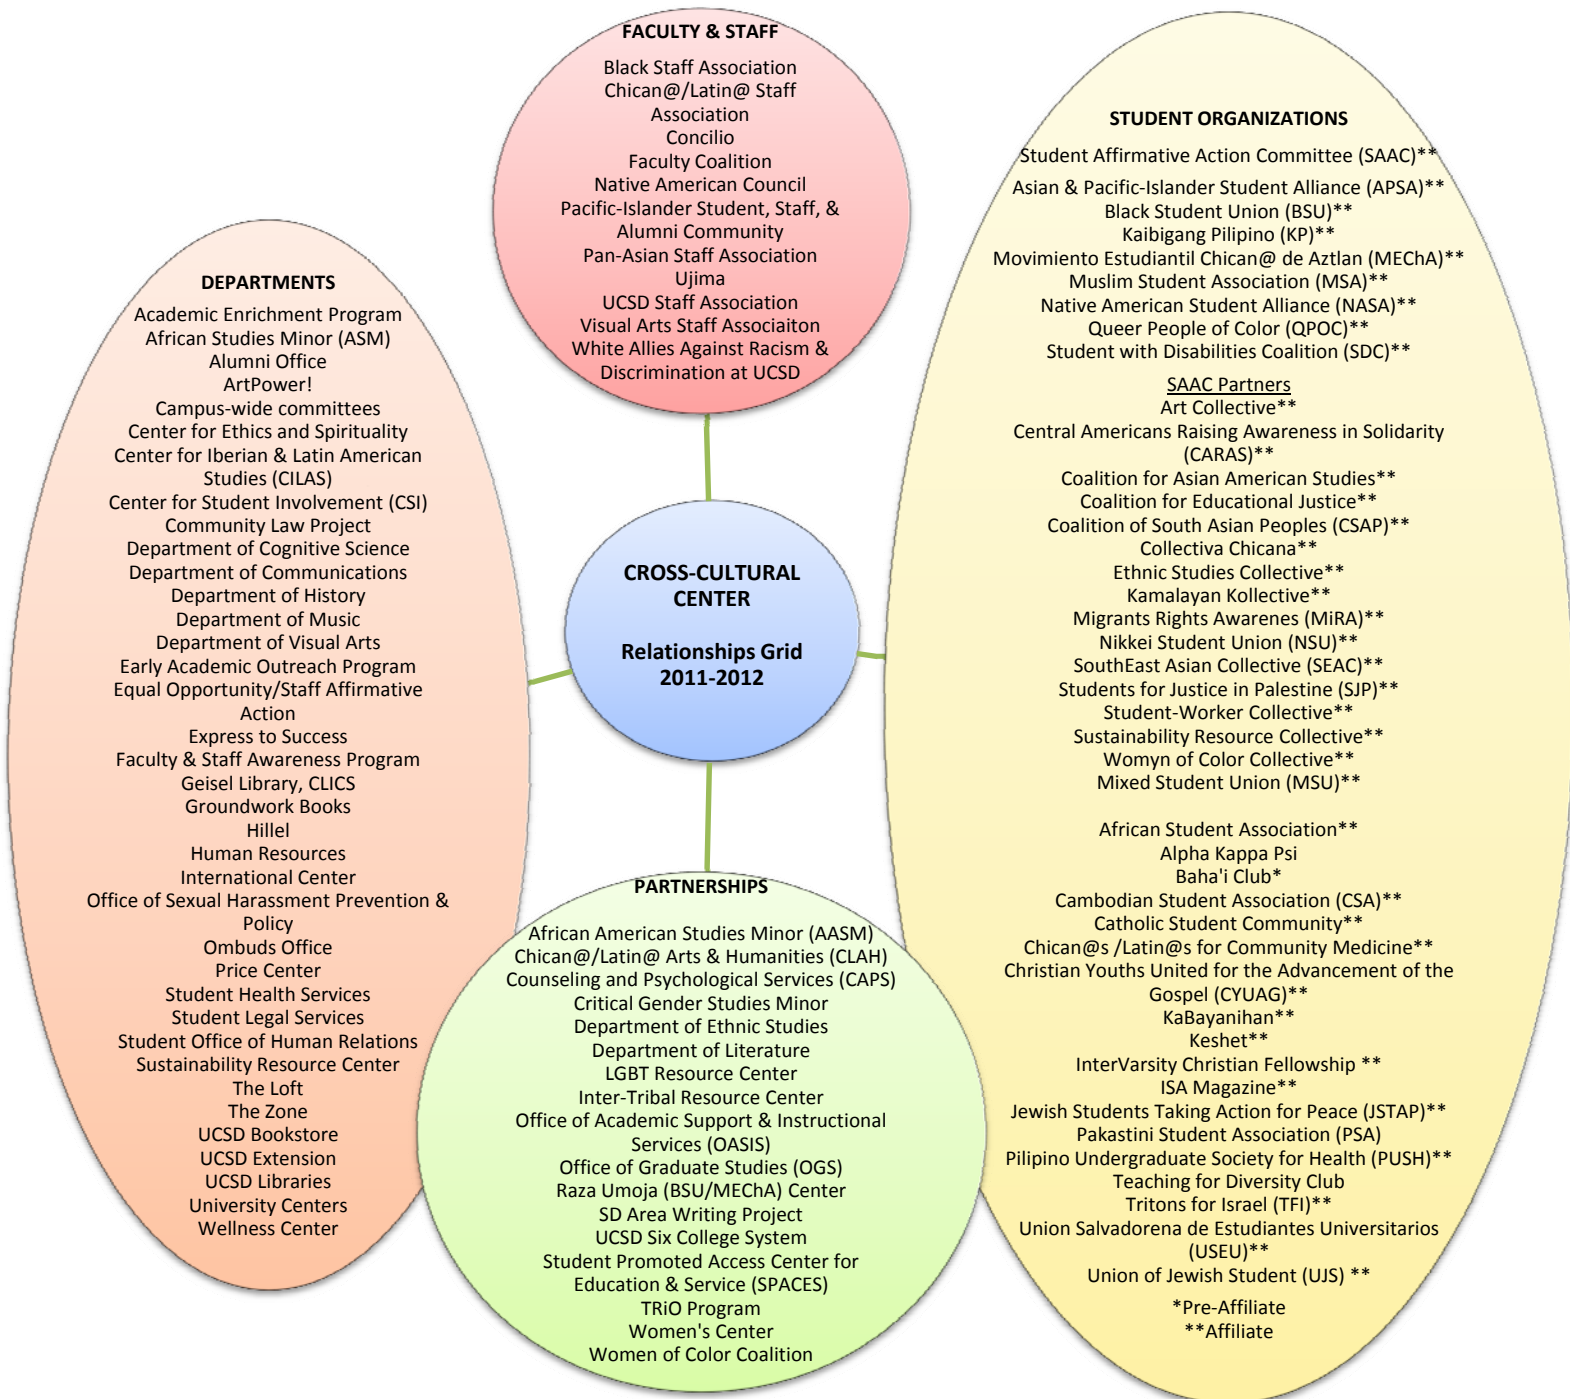 FACULTY & STAFF
Black Staff Association
Chican@/Latin@ Staff
Association
Concilio
Faculty Coalition
Native American Council
Pacific-Islander Student, Staff, &
Alumni Community
Pan-Asian Staff Association
Ujima
UCSD Staff Association
Visual Arts Staff Associaiton
White Allies Against Racism &
Discrimination at UCSD
DEPARTMENTS
Academic Enrichment Program
African Studies Minor (ASM)
Alumni Office
ArtPower!
Campus-wide committees
Center for Ethics and Spirituality
Center for Iberian & Latin American
Studies (CILAS)
Center for Student Involvement (CSI)
Community Law Project
Department of Cognitive Science
Department of Communications
Department of History
Department of Music
Department of Visual Arts
Early Academic Outreach Program
Equal Opportunity/Staff Affirmative
Action
Express to Success
Faculty & Staff Awareness Program
Geisel Library, CLICS
Groundwork Books
Hillel
Human Resources
International Center
Office of Sexual Harassment Prevention &
Policy
Ombuds Office
Price Center
Student Health Services
Student Legal Services
Student Office of Human Relations
Sustainability Resource Center
The Loft
The Zone
UCSD Bookstore
UCSD Extension
UCSD Libraries
University Centers
Wellness Center
CROSS-CULTURAL
CENTER
Relationships Grid
2011-2012
PARTNERSHIPS
African American Studies Minor (AASM)
Chican@/Latin@ Arts & Humanities (CLAH)
Counseling and Psychological Services (CAPS)
Critical Gender Studies Minor
Department of Ethnic Studies
Department of Literature
LGBT Resource Center
Inter-Tribal Resource Center
Office of Academic Support & Instructional
Services (OASIS)
Office of Graduate Studies (OGS)
Raza Umoja (BSU/MEChA) Center
SD Area Writing Project
UCSD Six College System
Student Promoted Access Center for
Education & Service (SPACES)
TRiO Program
Women's Center
Women of Color Coalition
STUDENT ORGANIZATIONS
Student Affirmative Action Committee (SAAC)**
Asian & Pacific-Islander Student Alliance (APSA)**
Black Student Union (BSU)**
Kaibigang Pilipino (KP)**
Movimiento Estudiantil Chican@ de Aztlan (MEChA)**
Muslim Student Association (MSA)**
Native American Student Alliance (NASA)**
Queer People of Color (QPOC)**
Student with Disabilities Coalition (SDC)**
SAAC Partners
Art Collective**
Central Americans Raising Awareness in Solidarity
(CARAS)**
Coalition for Asian American Studies**
Coalition for Educational Justice**
Coalition of South Asian Peoples (CSAP)**
Collectiva Chicana**
Ethnic Studies Collective**
Kamalayan Kollective**
Migrants Rights Awarenes (MiRA)**
Nikkei Student Union (NSU)**
SouthEast Asian Collective (SEAC)**
Students for Justice in Palestine (SJP)**
Student-Worker Collective**
Sustainability Resource Collective**
Womyn of Color Collective**
Mixed Student Union (MSU)**
African Student Association**
Alpha Kappa Psi
Baha'i Club*
Cambodian Student Association (CSA)**
Catholic Student Community**
Chican@s /Latin@s for Community Medicine**
Christian Youths United for the Advancement of the
Gospel (CYUAG)**
KaBayanihan**
Keshet**
InterVarsity Christian Fellowship **
ISA Magazine**
Jewish Students Taking Action for Peace (JSTAP)**
Pakastini Student Association (PSA)
Pilipino Undergraduate Society for Health (PUSH)**
Teaching for Diversity Club
Tritons for Israel (TFI)**
Union Salvadorena de Estudiantes Universitarios
(USEU)**
Union of Jewish Student (UJS) **
*Pre-Affiliate
**Affiliate